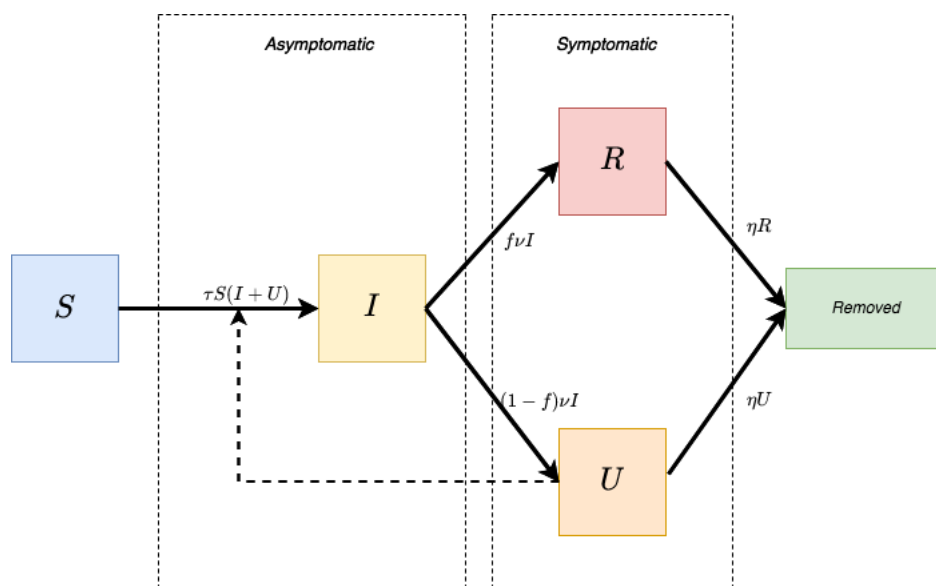 Asymptomatic
Symptomatic
R
fνI
ηR
S
τS(I + U)
I
Removed
(1 − f)νI
ηU
U